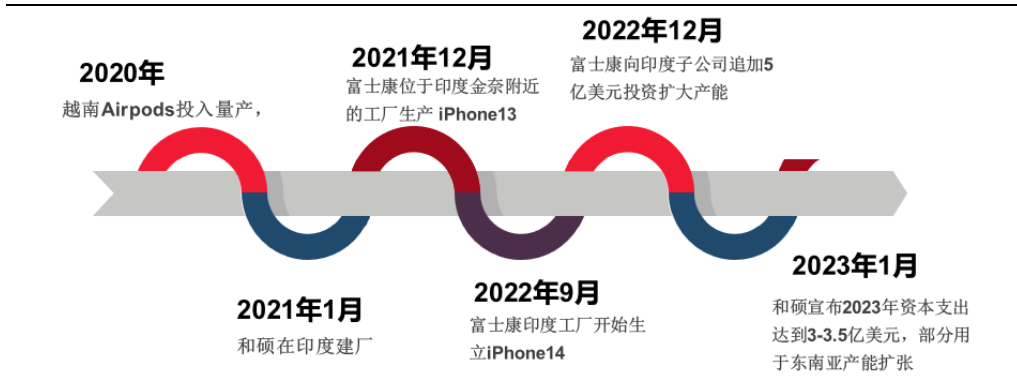 2020年
越南Airpods投入量产，
2021年1月
和硕在印度建厂
2021年12月
富士康位于印度金奈附近
的工厂生产 iPhone13
2022年9月
富士康印度工厂开始生
立iPhone14
2022年12月
富士康向印度子公司追加5
亿美元投资扩大产能
2023年1月
和硕宣布2023年资本支出
达到3-3.5亿美元，部分用
于东南亚产能扩张